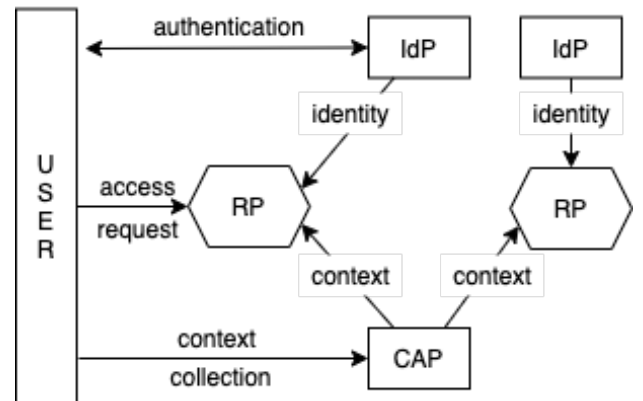 authentication
IdP
IdP
identity
identity
U
S
E
R
access
request
RP
RP
context
context
context
collection
CAP